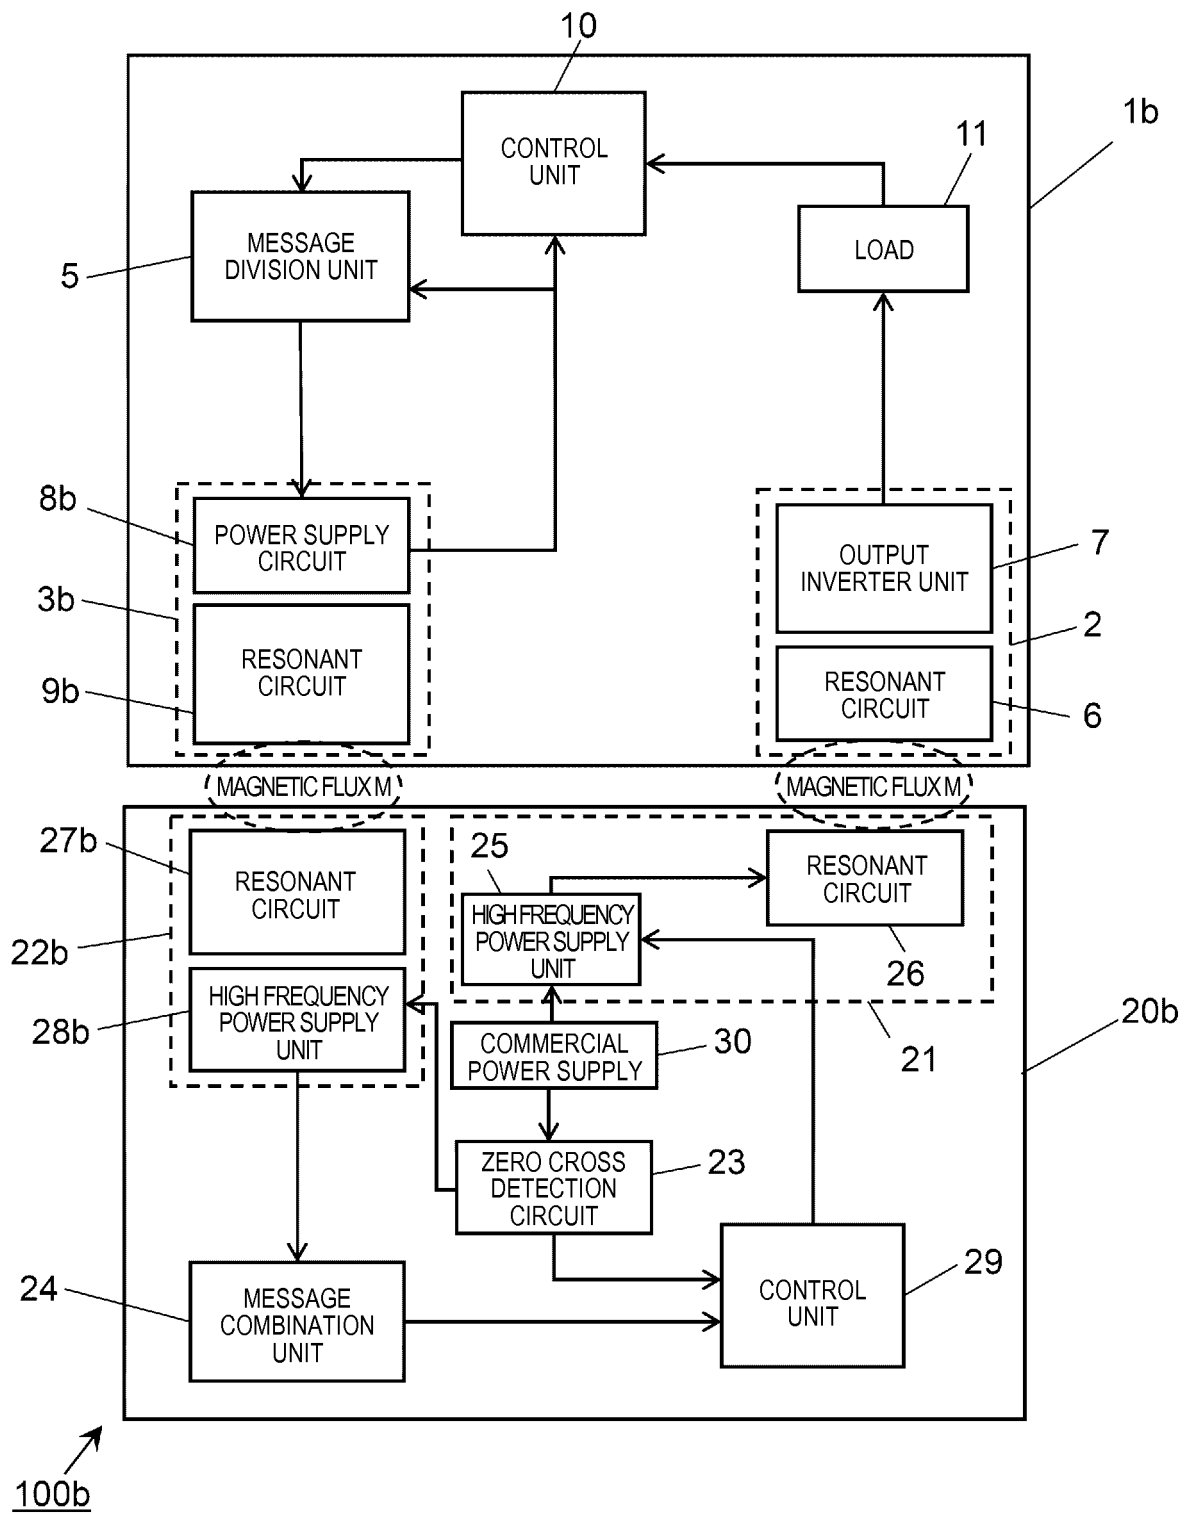 10
CONTROL
UNIT
1b
11
LOAD
MESSAGE
DIVISION UNIT
5
8b
POWER SUPPLY
CIRCUIT
OUTPUT
INVERTER UNIT
7
3b
2
RESONANT
CIRCUIT
9b
RESONANT
CIRCUIT
6
MAGNETIC FLUX M
MAGNETIC FLUX M
27b
RESONANT
CIRCUIT
25
RESONANT
CIRCUIT
HIGH FREQUENCY
POWER SUPPLY
UNIT
22b
26
HIGH FREQUENCY
POWER SUPPLY
UNIT
28b
20b
COMMERCIAL
POWER SUPPLY
30
21
ZERO CROSS
DETECTION
CIRCUIT
23
24
MESSAGE
COMBINATION
UNIT
CONTROL
UNIT
29
100b